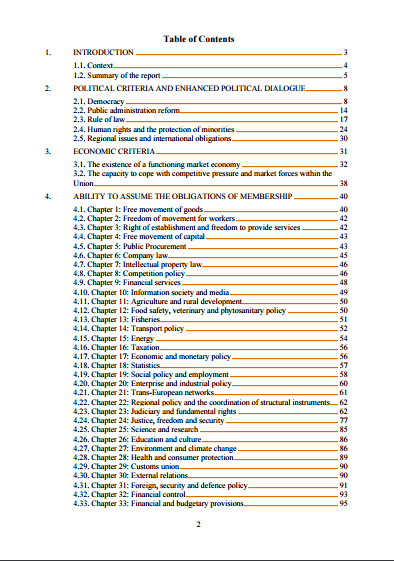 Table of Contents
1. INTRODUCTION 3
1.1. Context 4
1.2. Summary of the report 5
2. POLITICAL CRITERIA AND ENHANCED POLITICAL DIALOGUE 8
2.1. Democracy 8
2.2. Public administration reform 14
2.3. Rule of law 17
2.4. Human rights and the protection of minorities 24
2.5. Regional issues and international obligations 30
3. ECONOMIC CRITERIA 31
3.1. The existence of a functioning market economy 32
3.2. The capacity to cope with competitive pressure and market forces within the
Union 38
4. ABILITY TO ASSUME THE OBLIGATIONS OF MEMBERSHIP 40
4.1. Chapter 1: Free movement of goods 40
4.2. Chapter 2: Freedom of movement for workers 42
4.3. Chapter 3: Right of establishment and freedom to provide services 42
4.4. Chapter 4: Free movement of capital 43
4.5. Chapter 5: Public Procurement 43
4.6. Chapter 6: Company law 45
4.7. Chapter 7: Intellectual property law 46
4.8. Chapter 8: Competition policy 46
4.9. Chapter 9: Financial services 48
4.10. Chapter 10: Information society and media 49
4.11. Chapter 11: Agriculture and rural development 50
4.12. Chapter 12: Food safety, veterinary and phytosanitary policy 50
4.13. Chapter 13: Fisheries 51
4.14. Chapter 14: Transport policy 52
4.15. Chapter 15: Energy 54
4.16. Chapter 16: Taxation 56
4.17. Chapter 17: Economic and monetary policy 56
4.18. Chapter 18: Statistics 57
4.19. Chapter 19: Social policy and employment 58
4.20. Chapter 20: Enterprise and industrial policy 60
4.21. Chapter 21: Trans-European networks 61
4.22. Chapter 22: Regional policy and the coordination of structural instruments 62
4.23. Chapter 23: Judiciary and fundamental rights 62
4.24. Chapter 24: Justice, freedom and security 77
4.25. Chapter 25: Science and research 85
4.26. Chapter 26: Education and culture 86
4.27. Chapter 27: Environment and climate change 86
4.28. Chapter 28: Health and consumer protection 89
4.29. Chapter 29: Customs union 90
4.30. Chapter 30: External relations 90
4.31. Chapter 31: Foreign, security and defence policy 91
4.32. Chapter 32: Financial control 93
4.33. Chapter 33: Financial and budgetary provisions 95
2